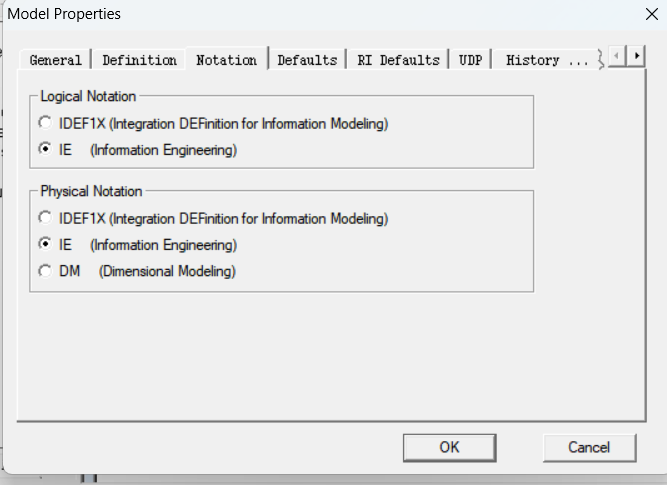 Model Properties
General Definition Notation Defaults RI Defaults UDP History ...
Logical Notation
IDEF1X (Integration DEFinition for Information Modeling)
IE (Information Engineering)
Physical Notation
IDEF1X (Integration DEFinition for Information Modeling)
IE (Information Engineering)
DM (Dimensional Modeling)
OK Cancel